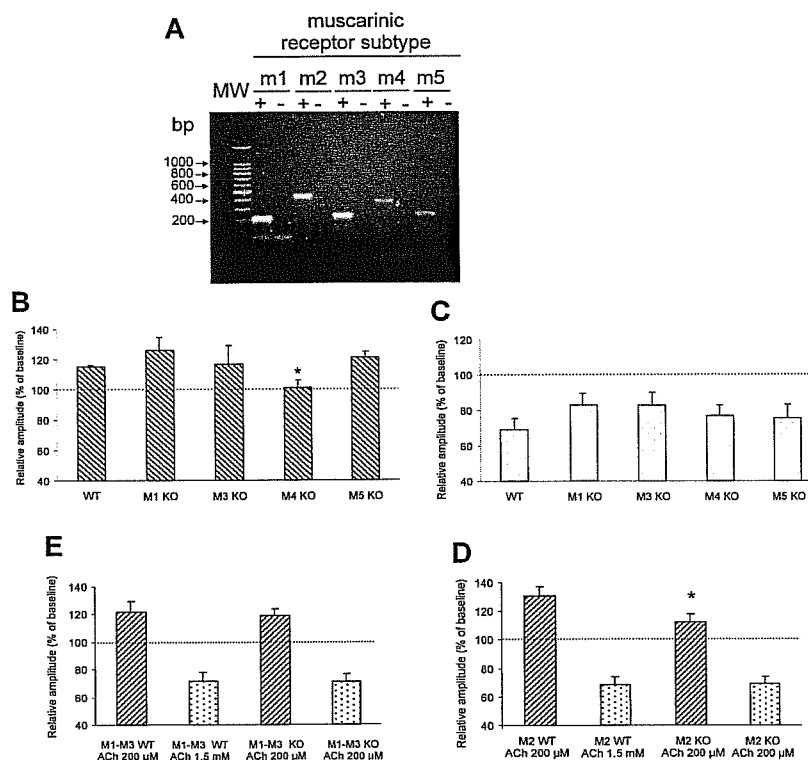 A
muscarinic
receptor subtype
MW m1 m2 m3 m4 m5
+ - + - + - + - + -
bp
1000
800
600
400
200
B
Relative amplitude (% of baseline)
140
120
100
80
60
40
*
WT M1 KO M3 KO M4 KO M5 KO
C
Relative amplitude (% of baseline)
120
100
80
60
40
WT M1 KO M3 KO M4 KO M5 KO
E
Relative amplitude (% of baseline)
140
120
100
80
60
40
M1-M3 WT M1-M3 WT M1-M3 KO M1-M3 KO
ACh 200 µM ACh 1.5 mM ACh 200 µM ACh 200 µM
D
Relative amplitude (% of baseline)
140
120
100
80
60
40
*
M2 WT M2 WT M2 KO M2 KO
ACh 200 µM ACh 1.5 mM ACh 200 µM ACh 200 µM